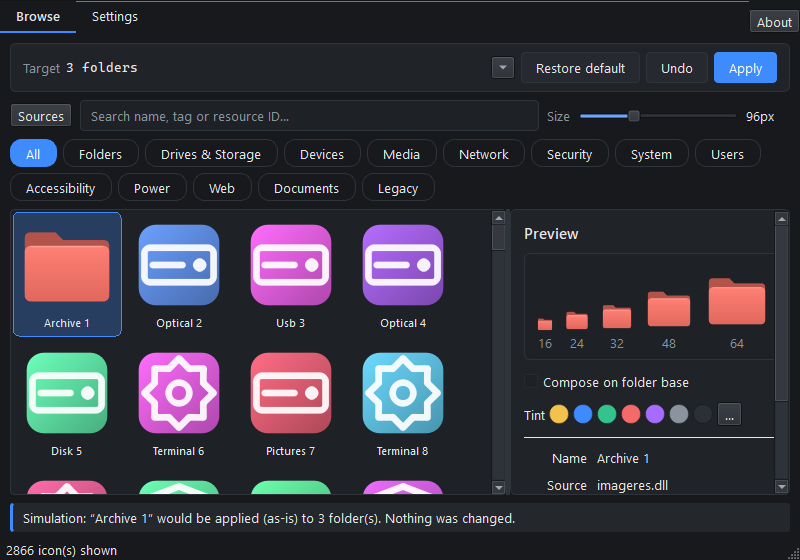 Browse Settings
About
Target 3 folders Restore default Undo Apply
Sources Search name, tag or resource ID... Size 96px
All Folders Drives & Storage Devices Media Network Security System Users
Accessibility Power Web Documents Legacy
Archive 1 Optical 2 Usb 3 Optical 4
Disk 5 Terminal 6 Pictures 7 Terminal 8
Preview
16 24 32 48 64
Compose on folder base
Tint ...
Name Archive 1
Source imageres.dll
Simulation: “Archive 1” would be applied (as-is) to 3 folder(s). Nothing was changed.
2866 icon(s) shown